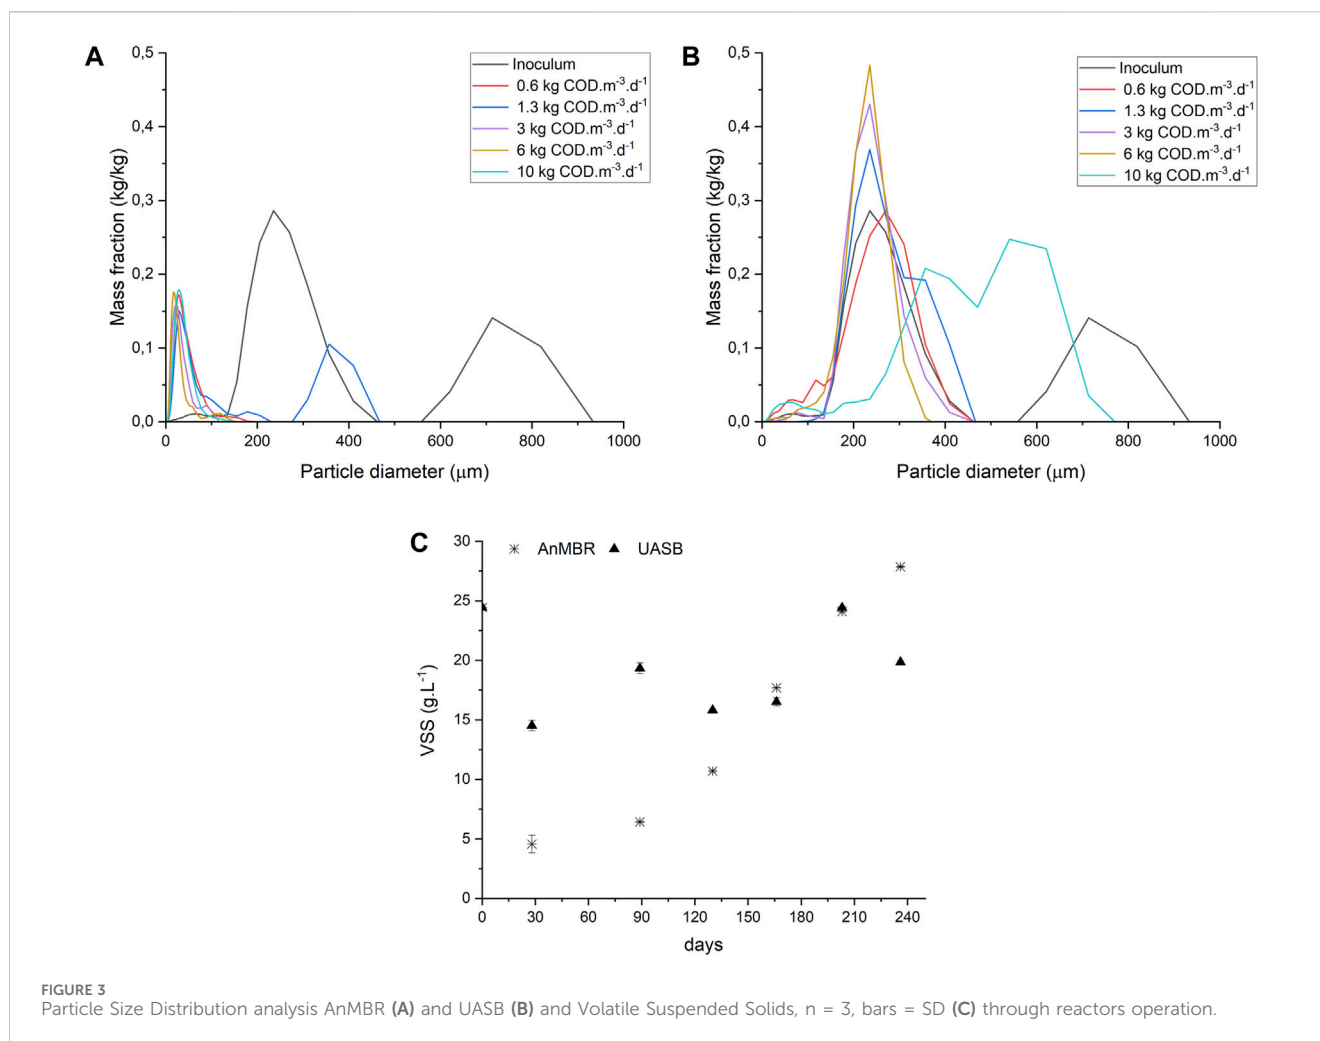 A
0,5
0,4
0,3
0,2
0,1
0,0
Mass fraction (kg/kg)
0 200 400 600 800 1000
Particle diameter (μm)
Inoculum
0.6 kg COD.m⁻³.d⁻¹
1.3 kg COD.m⁻³.d⁻¹
3 kg COD.m⁻³.d⁻¹
6 kg COD.m⁻³.d⁻¹
10 kg COD.m⁻³.d⁻¹
B
0,5
0,4
0,3
0,2
0,1
0,0
Mass fraction (kg/kg)
0 200 400 600 800 1000
Particle diameter (μm)
Inoculum
0.6 kg COD.m⁻³.d⁻¹
1.3 kg COD.m⁻³.d⁻¹
3 kg COD.m⁻³.d⁻¹
6 kg COD.m⁻³.d⁻¹
10 kg COD.m⁻³.d⁻¹
C
AnMBR UASB
30
25
20
15
10
5
0
VSS (g.L⁻¹)
0 30 60 90 120 150 180 210 240
days
FIGURE 3
Particle Size Distribution analysis AnMBR (A) and UASB (B) and Volatile Suspended Solids, n = 3, bars = SD (C) through reactors operation.